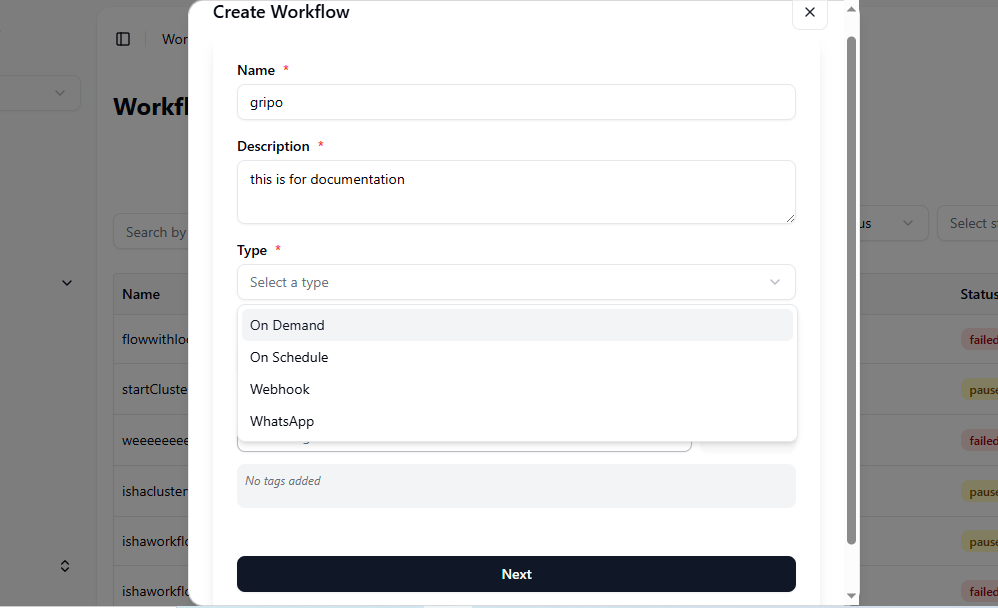 Create Workflow
Wor
Workfl
Name *
gripo
Description *
this is for documentation
Search by
us
Select s
Type *
Select a type
Name
Status
On Demand
flowwithlo
failed
On Schedule
startCluste
pause
Webhook
WhatsApp
weeeeeeee
failed
No tags added
ishacluster
pause
ishaworkflo
pause
Next
ishaworkflo
failed